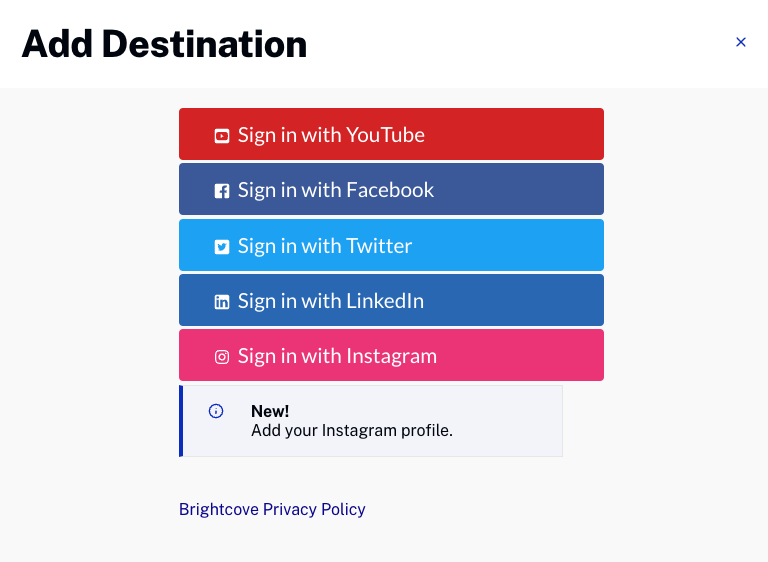 Add Destination
Sign in with YouTube
Sign in with Facebook
Sign in with Twitter
Sign in with LinkedIn
Sign in with Instagram
New!
Add your Instagram profile.
Brightcove Privacy Policy